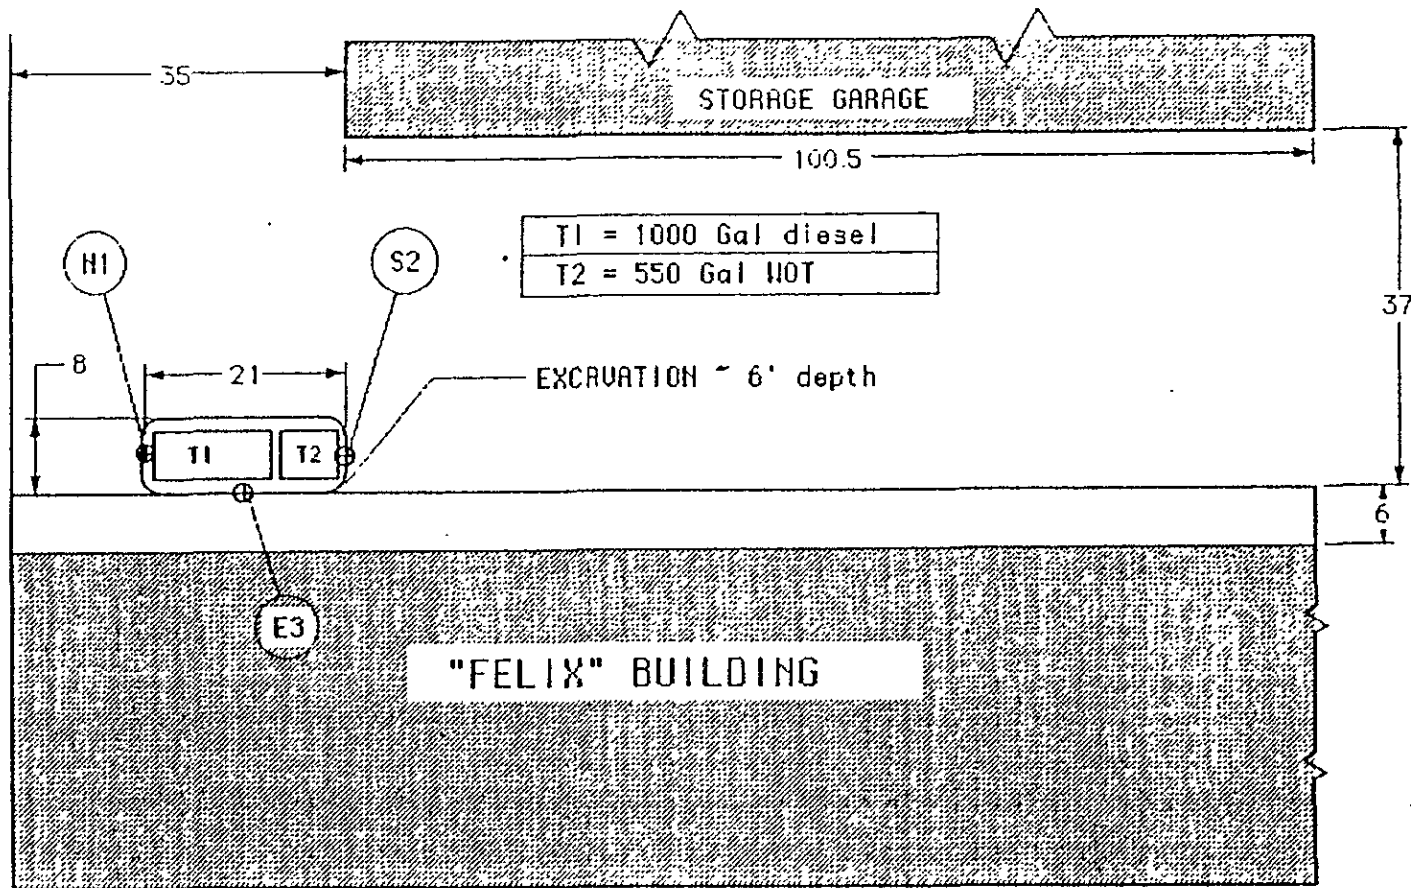 35
STORAGE GARAGE
100.5
T1 = 1000 Gal diesel
T2 = 550 Gal WOT
N1
S2
37
8
21
EXCAVATION ~ 6' depth
T1
T2
6
E3
"FELIX" BUILDING